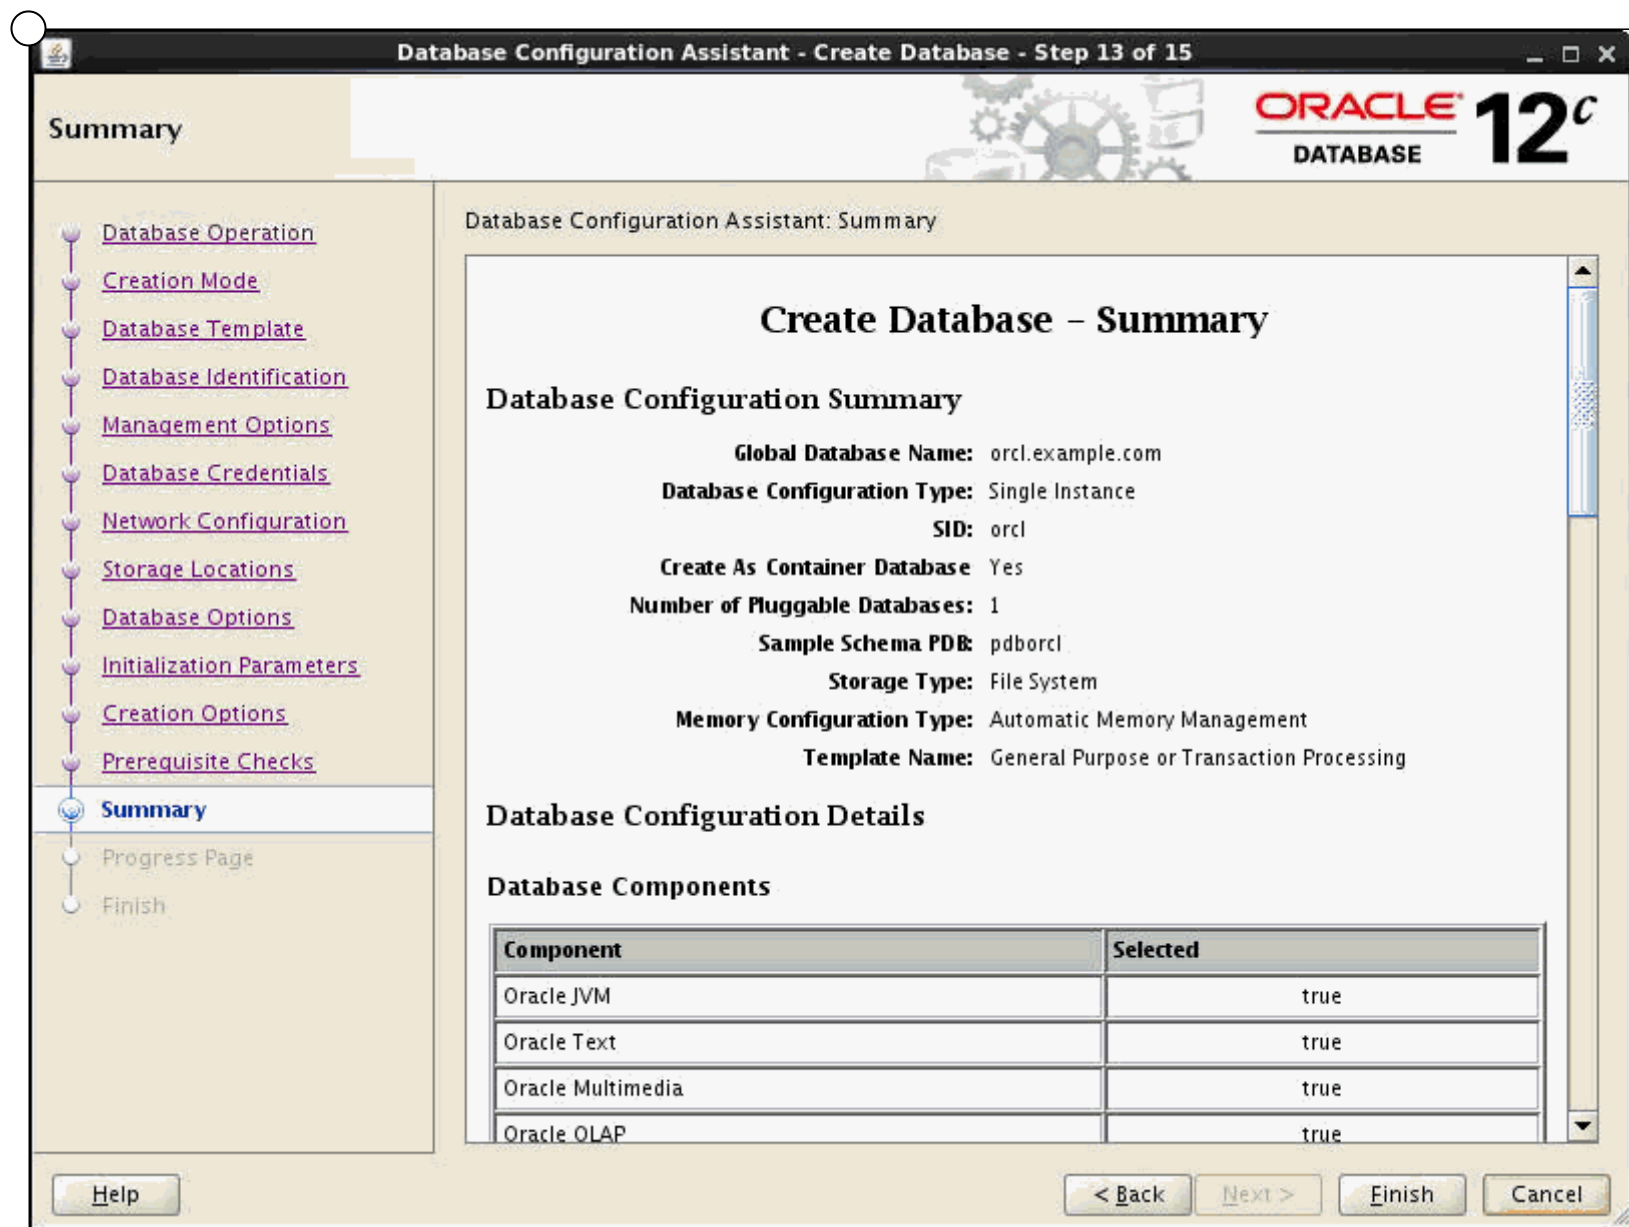 Database Configuration Assistant - Create Database - Step 13 of 15
Summary
ORACLE DATABASE 12c
Database Operation
Creation Mode
Database Template
Database Identification
Management Options
Database Credentials
Network Configuration
Storage Locations
Database Options
Initialization Parameters
Creation Options
Prerequisite Checks
Summary
Progress Page
Finish
Database Configuration Assistant: Summary
Create Database – Summary
Database Configuration Summary
Global Database Name: orcl.example.com
Database Configuration Type: Single Instance
SID: orcl
Create As Container Database Yes
Number of Pluggable Databases: 1
Sample Schema PDB: pdborcl
Storage Type: File System
Memory Configuration Type: Automatic Memory Management
Template Name: General Purpose or Transaction Processing
Database Configuration Details
Database Components
Component Selected
Oracle JVM true
Oracle Text true
Oracle Multimedia true
Oracle OLAP true
Help < Back Next > Finish Cancel